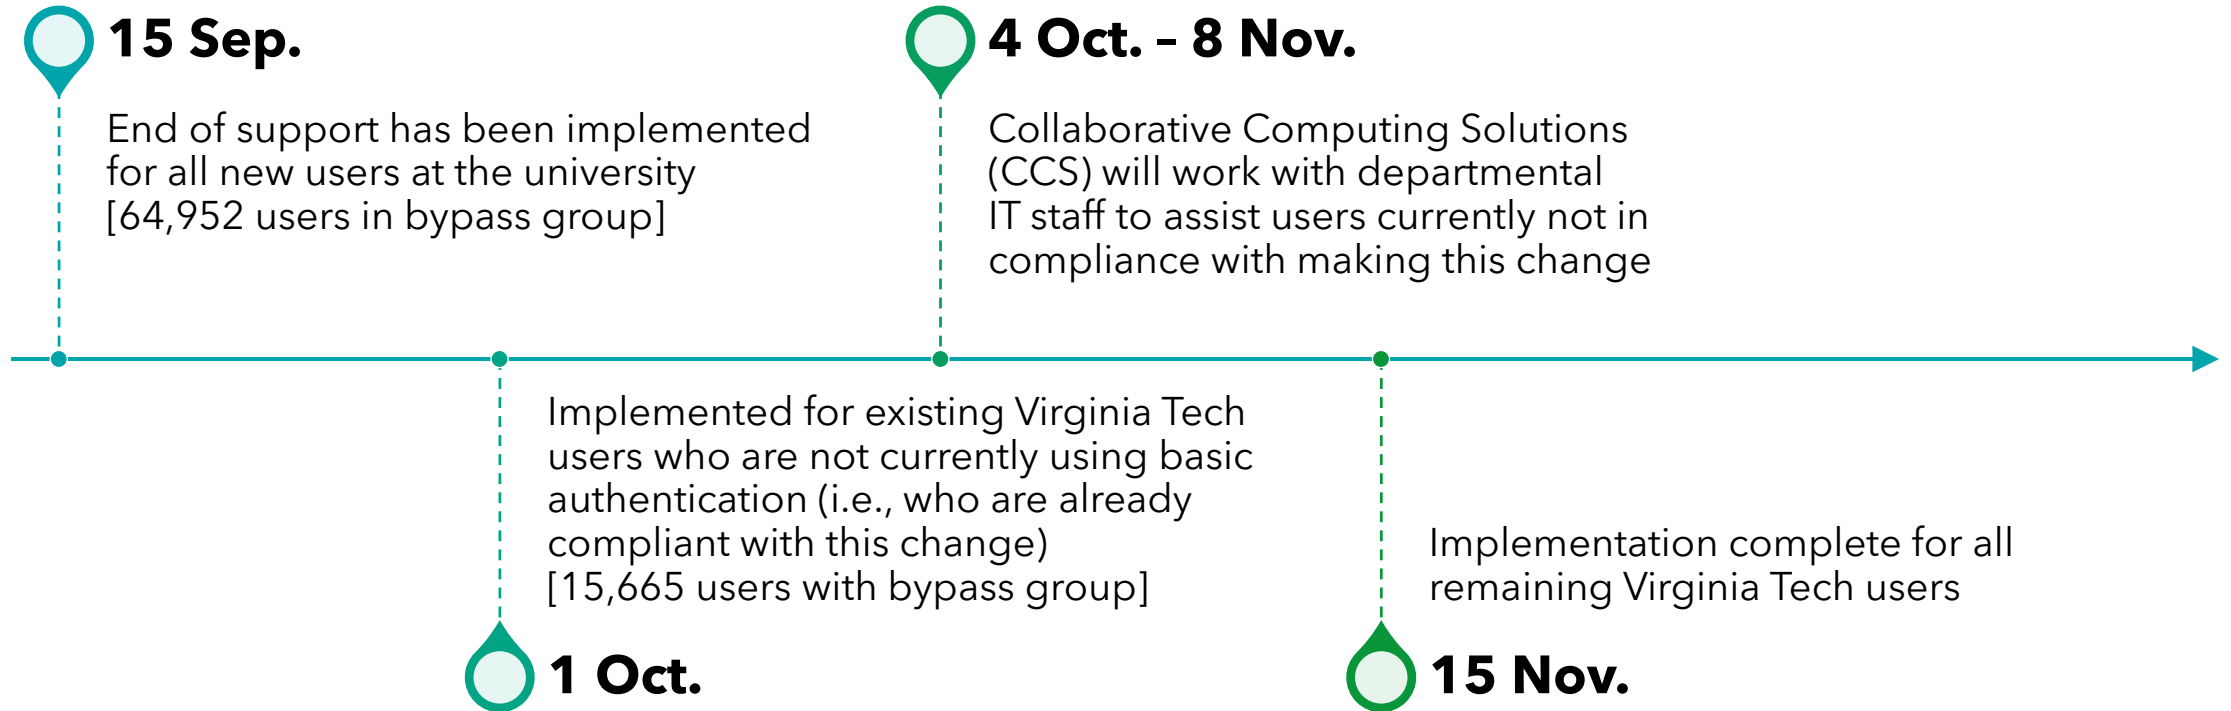 15 Sep.
End of support has been implemented
for all new users at the university
[64,952 users in bypass group]
4 Oct. – 8 Nov.
Collaborative Computing Solutions
(CCS) will work with departmental
IT staff to assist users currently not in
compliance with making this change
Implemented for existing Virginia Tech
users who are not currently using basic
authentication (i.e., who are already
compliant with this change)
[15,665 users with bypass group]
1 Oct.
Implementation complete for all
remaining Virginia Tech users
15 Nov.